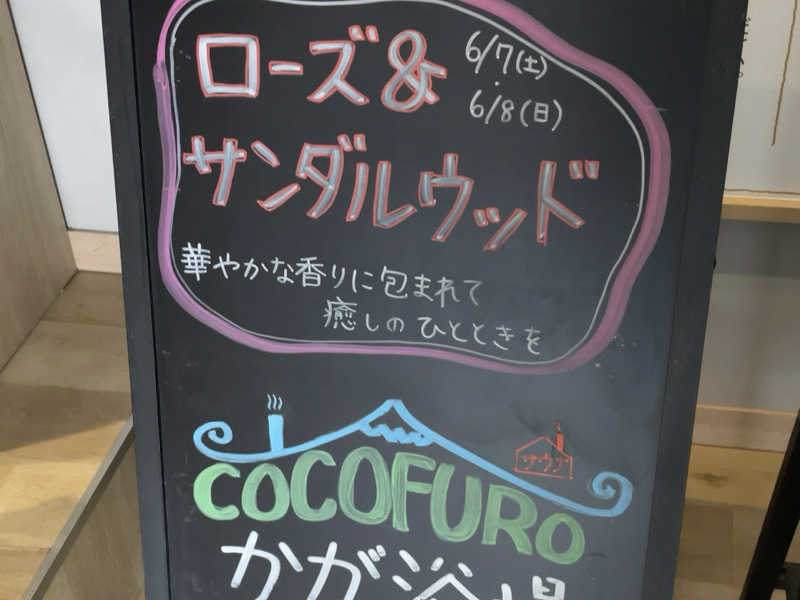 ローズ&
6/7(土)
・
6/8(日)
サンダルウッド
華やかな香りに包まれて
癒しのひとときを
サウナ
COCOFURO
かが浴場